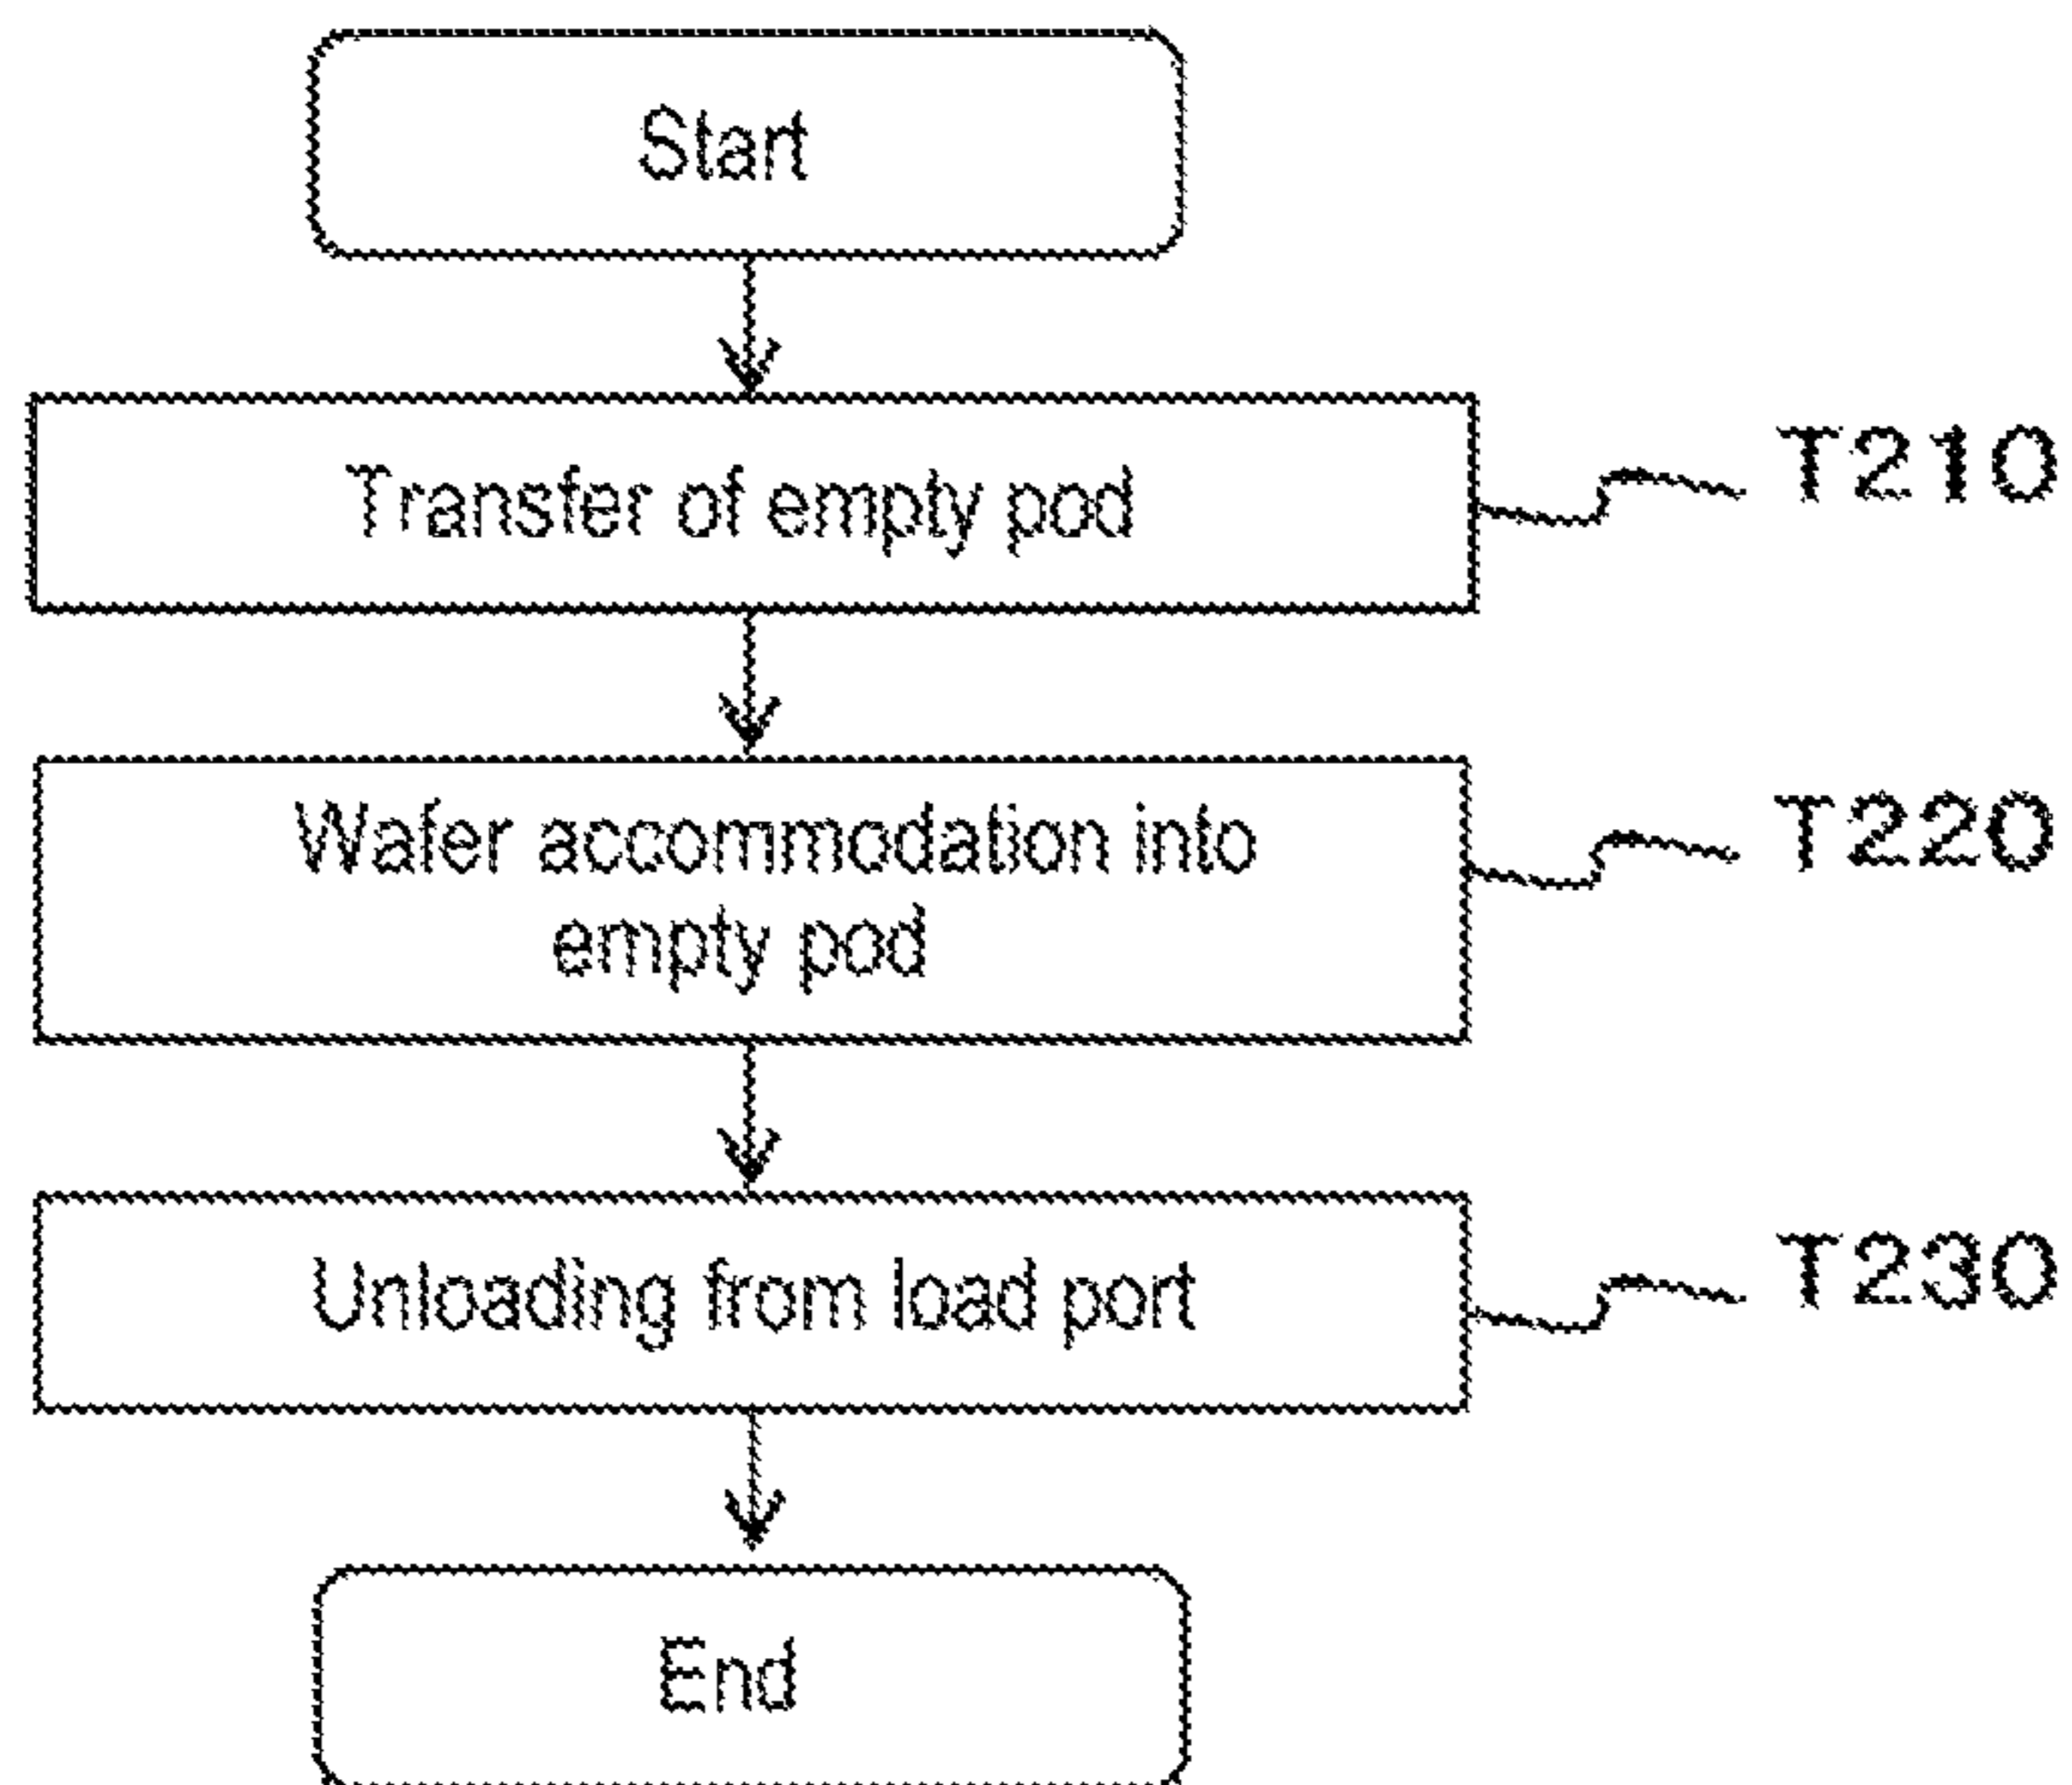 Start
Transfer of empty pod
T210
Wafer accommodation into
empty pod
T220
Unloading from load port
T230
End